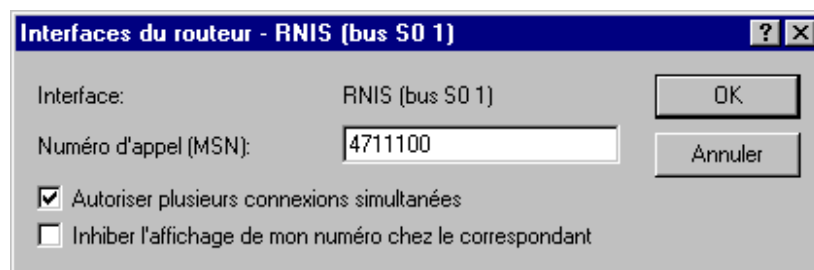 Interfaces du routeur - RNIS (bus S0 1)
Interface: RNIS (bus S0 1) OK
Numéro d'appel (MSN): 4711100 Annuler
Autoriser plusieurs connexions simultanées
Inhiber l'affichage de mon numéro chez le correspondant